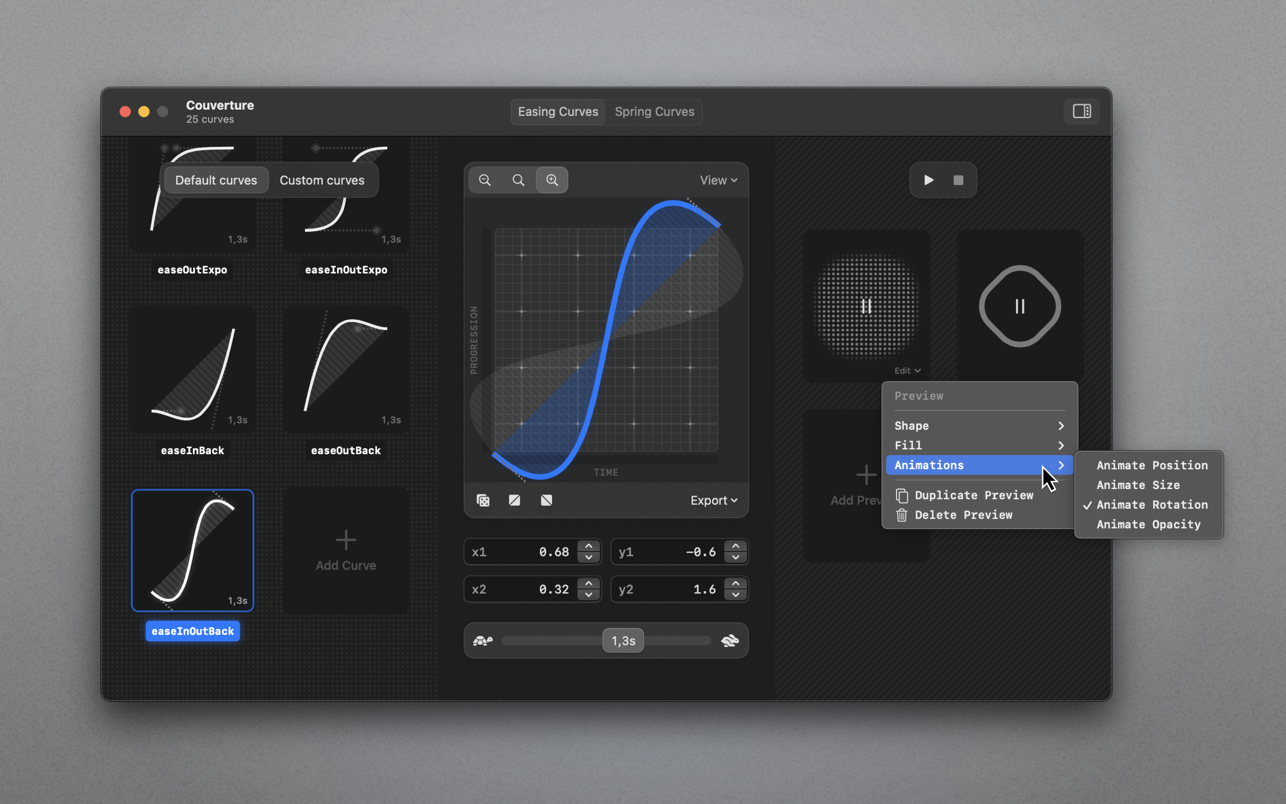 Couverture
25 curves
Easing Curves
Spring Curves
Default curves
Custom curves
1,3s
1,3s
easeOutExpo
easeInOutExpo
1,3s
1,3s
easeInBack
easeOutBack
1,3s
easeInOutBack
Add Curve
View
PROGRESSION
TIME
Export
x1 0.68
y1 -0.6
x2 0.32
y2 1.6
1,3s
Edit
Add Prev
Preview
Shape
Fill
Animations
Duplicate Preview
Delete Preview
Animate Position
Animate Size
Animate Rotation
Animate Opacity